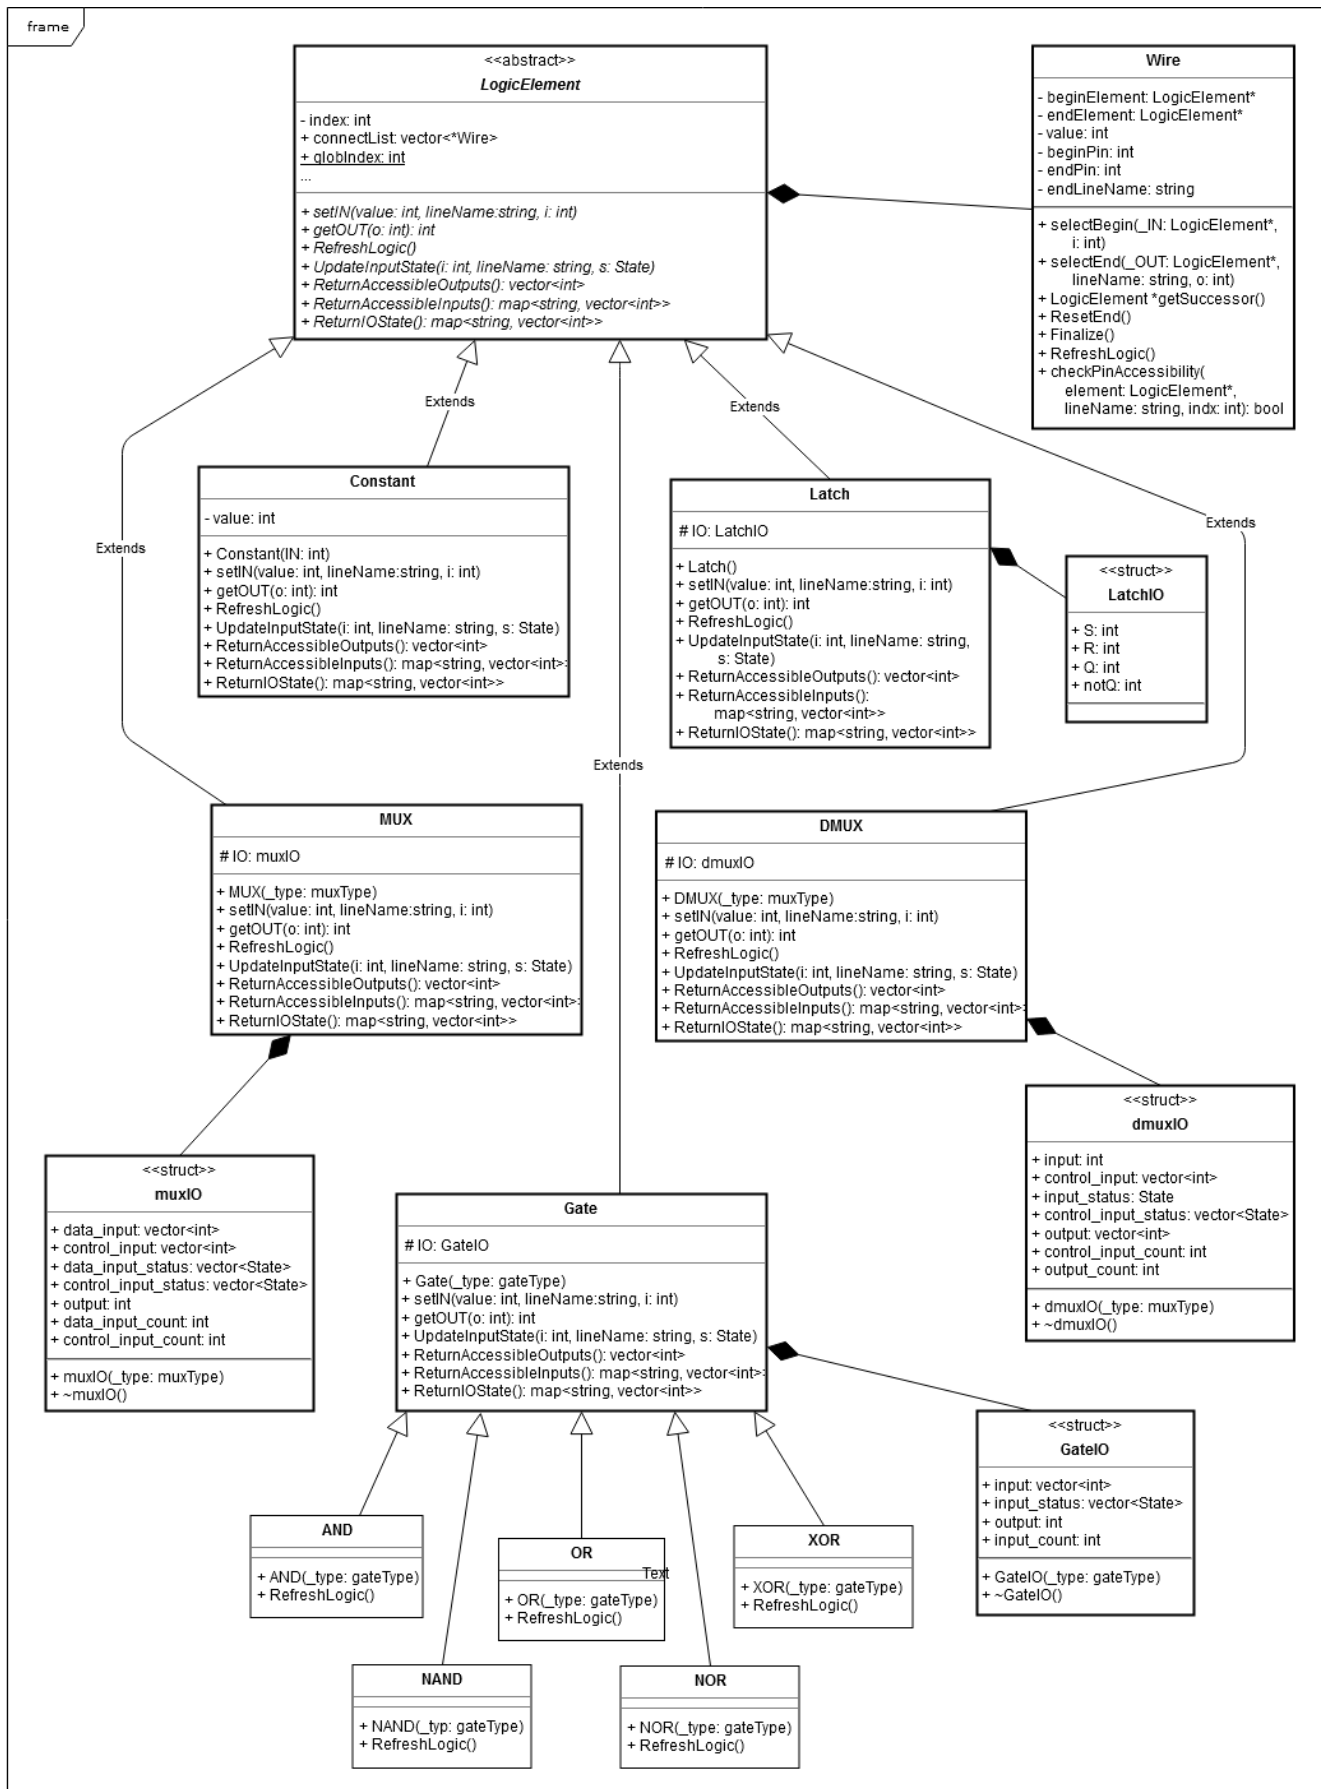 frame
<<abstract>>
LogicElement
- index: int
+ connectList: vector<*Wire>
+ globIndex: int
...
+ setIN(value: int, lineName:string, i: int)
+ getOUT(o: int): int
+ RefreshLogic()
+ UpdateInputState(i: int, lineName: string, s: State)
+ ReturnAccessibleOutputs(): vector<int>
+ ReturnAccessibleInputs(): map<string, vector<int>>
+ ReturnIOState(): map<string, vector<int>>
Wire
- beginElement: LogicElement*
- endElement: LogicElement*
- value: int
- beginPin: int
- endPin: int
- endLineName: string
+ selectBegin(_IN: LogicElement*,
i: int)
+ selectEnd(_OUT: LogicElement*,
lineName: string, o: int)
+ LogicElement *getSuccessor()
+ ResetEnd()
+ Finalize()
+ RefreshLogic()
+ checkPinAccessibility(
element: LogicElement*,
lineName: string, indx: int): bool
Extends
Extends
Extends
Extends
Extends
Constant
- value: int
+ Constant(IN: int)
+ setIN(value: int, lineName:string, i: int)
+ getOUT(o: int): int
+ RefreshLogic()
+ UpdateInputState(i: int, lineName: string, s: State)
+ ReturnAccessibleOutputs(): vector<int>
+ ReturnAccessibleInputs(): map<string, vector<int>>
+ ReturnIOState(): map<string, vector<int>>
Latch
# IO: LatchIO
+ Latch()
+ setIN(value: int, lineName:string, i: int)
+ getOUT(o: int): int
+ RefreshLogic()
+ UpdateInputState(i: int, lineName: string,
s: State)
+ ReturnAccessibleOutputs(): vector<int>
+ ReturnAccessibleInputs():
map<string, vector<int>>
+ ReturnIOState(): map<string, vector<int>>
<<struct>>
LatchIO
+ S: int
+ R: int
+ Q: int
+ notQ: int
MUX
# IO: muxIO
+ MUX(_type: muxType)
+ setIN(value: int, lineName:string, i: int)
+ getOUT(o: int): int
+ RefreshLogic()
+ UpdateInputState(i: int, lineName: string, s: State)
+ ReturnAccessibleOutputs(): vector<int>
+ ReturnAccessibleInputs(): map<string, vector<int>>
+ ReturnIOState(): map<string, vector<int>>
DMUX
# IO: dmuxIO
+ DMUX(_type: muxType)
+ setIN(value: int, lineName:string, i: int)
+ getOUT(o: int): int
+ RefreshLogic()
+ UpdateInputState(i: int, lineName: string, s: State)
+ ReturnAccessibleOutputs(): vector<int>
+ ReturnAccessibleInputs(): map<string, vector<int>>
+ ReturnIOState(): map<string, vector<int>>
<<struct>>
muxIO
+ data_input: vector<int>
+ control_input: vector<int>
+ data_input_status: vector<State>
+ control_input_status: vector<State>
+ output: int
+ data_input_count: int
+ control_input_count: int
+ muxIO(_type: muxType)
+ ~muxIO()
<<struct>>
dmuxIO
+ input: int
+ control_input: vector<int>
+ input_status: State
+ control_input_status: vector<State>
+ output: vector<int>
+ control_input_count: int
+ output_count: int
+ dmuxIO(_type: muxType)
+ ~dmuxIO()
Gate
# IO: GateIO
+ Gate(_type: gateType)
+ setIN(value: int, lineName:string, i: int)
+ getOUT(o: int): int
+ UpdateInputState(i: int, lineName: string, s: State)
+ ReturnAccessibleOutputs(): vector<int>
+ ReturnAccessibleInputs(): map<string, vector<int>>
+ ReturnIOState(): map<string, vector<int>>
<<struct>>
GateIO
+ input: vector<int>
+ input_status: vector<State>
+ output: int
+ input_count: int
+ GateIO(_type: gateType)
+ ~GateIO()
AND
+ AND(_type: gateType)
+ RefreshLogic()
OR
Text
+ OR(_type: gateType)
+ RefreshLogic()
XOR
+ XOR(_type: gateType)
+ RefreshLogic()
NAND
+ NAND(_typ: gateType)
+ RefreshLogic()
NOR
+ NOR(_type: gateType)
+ RefreshLogic()